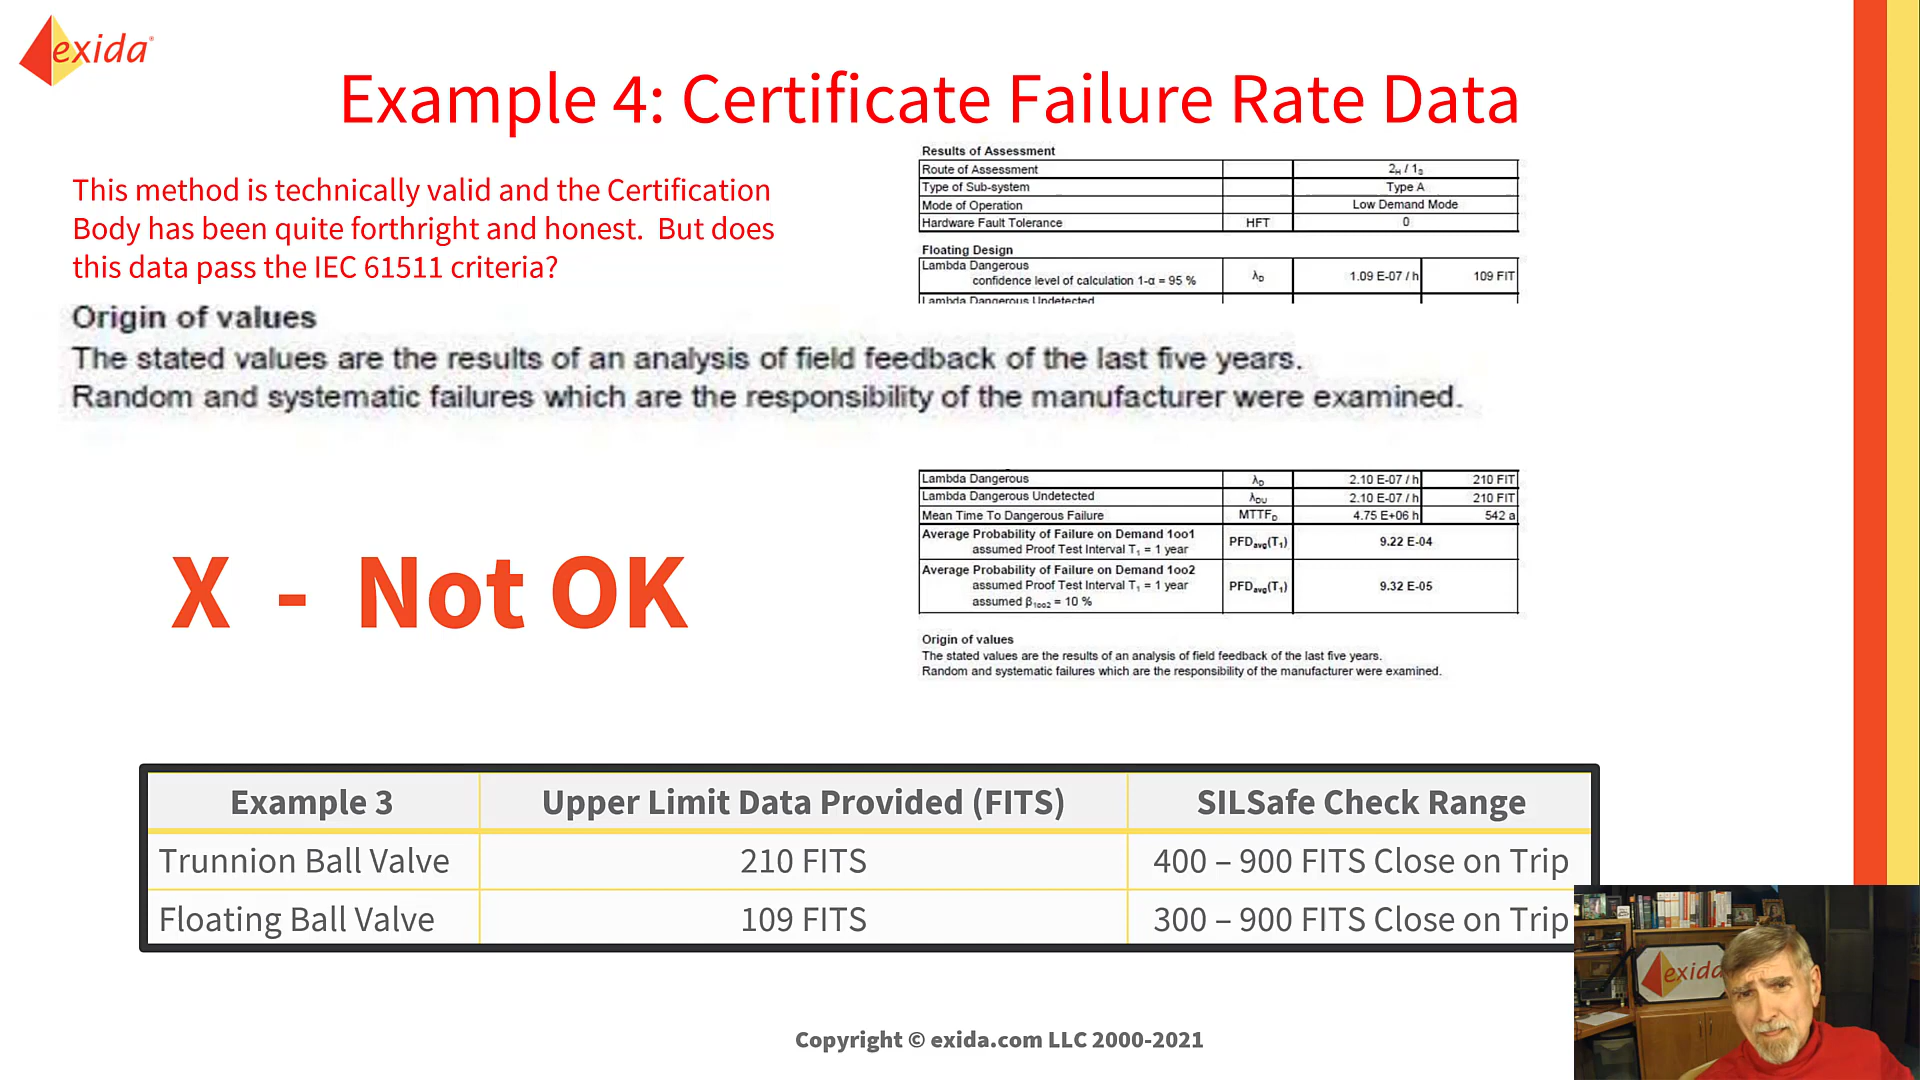 exida
Example 4: Certificate Failure Rate Data
This method is technically valid and the Certification
Body has been quite forthright and honest. But does
this data pass the IEC 61511 criteria?
Results of Assessment
Route of Assessment 2H / 1S
Type of Sub-system Type A
Mode of Operation Low Demand Mode
Hardware Fault Tolerance HFT 0
Floating Design
Lambda Dangerous
confidence level of calculation 1-α = 95 % λD 1.09 E-07 / h 109 FIT
Lambda Dangerous Undetected
Origin of values
The stated values are the results of an analysis of field feedback of the last five years.
Random and systematic failures which are the responsibility of the manufacturer were examined.
Lambda Dangerous λD 2.10 E-07 / h 210 FIT
Lambda Dangerous Undetected λDU 2.10 E-07 / h 210 FIT
Mean Time To Dangerous Failure MTTFD 4.75 E+06 h 542 a
Average Probability of Failure on Demand 1oo1
assumed Proof Test Interval T1 = 1 year PFDavg(T1) 9.22 E-04
Average Probability of Failure on Demand 1oo2
assumed Proof Test Interval T1 = 1 year PFDavg(T1) 9.32 E-05
assumed β1oo2 = 10 %
X - Not OK
Origin of values
The stated values are the results of an analysis of field feedback of the last five years.
Random and systematic failures which are the responsibility of the manufacturer were examined.
Example 3 Upper Limit Data Provided (FITS) SILSafe Check Range
Trunnion Ball Valve 210 FITS 400 – 900 FITS Close on Trip
Floating Ball Valve 109 FITS 300 – 900 FITS Close on Trip
exida
Copyright © exida.com LLC 2000-2021